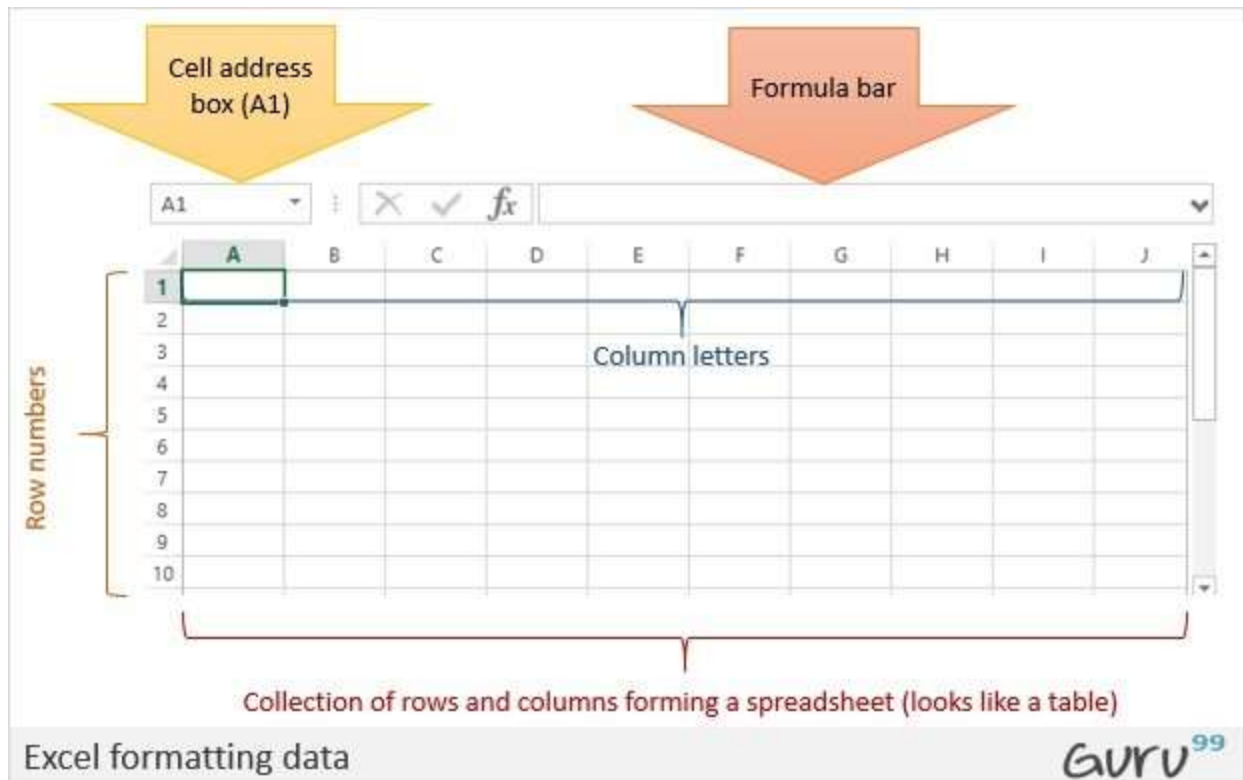 Cell address
box (A1)
Formula bar
A1
fx
A B C D E F G H I J
1
2
3
4
5
6
7
8
9
10
Column letters
Row numbers
Collection of rows and columns forming a spreadsheet (looks like a table)
Excel formatting data
Guru99